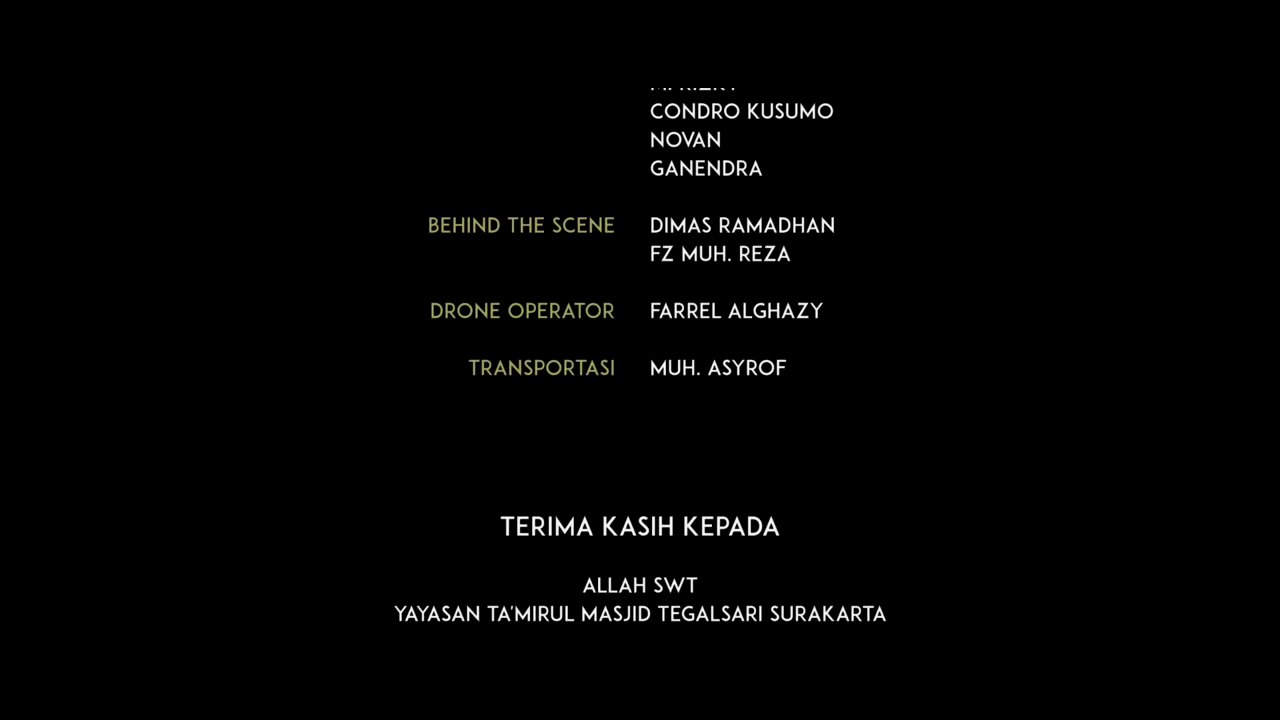 CONDRO KUSUMO
NOVAN
GANENDRA
BEHIND THE SCENE DIMAS RAMADHAN
FZ MUH. REZA
DRONE OPERATOR FARREL ALGHAZY
TRANSPORTASI MUH. ASYROF
TERIMA KASIH KEPADA
ALLAH SWT
YAYASAN TA'MIRUL MASJID TEGALSARI SURAKARTA